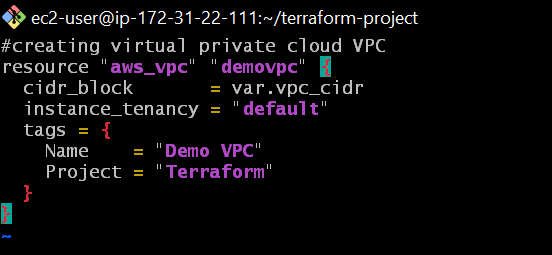 ec2-user@ip-172-31-22-111:~/terraform-project
#creating virtual private cloud VPC
resource "aws_vpc" "demovpc" {
  cidr_block       = var.vpc_cidr
  instance_tenancy = "default"
  tags = {
    Name    = "Demo VPC"
    Project = "Terraform"
  }
}
~